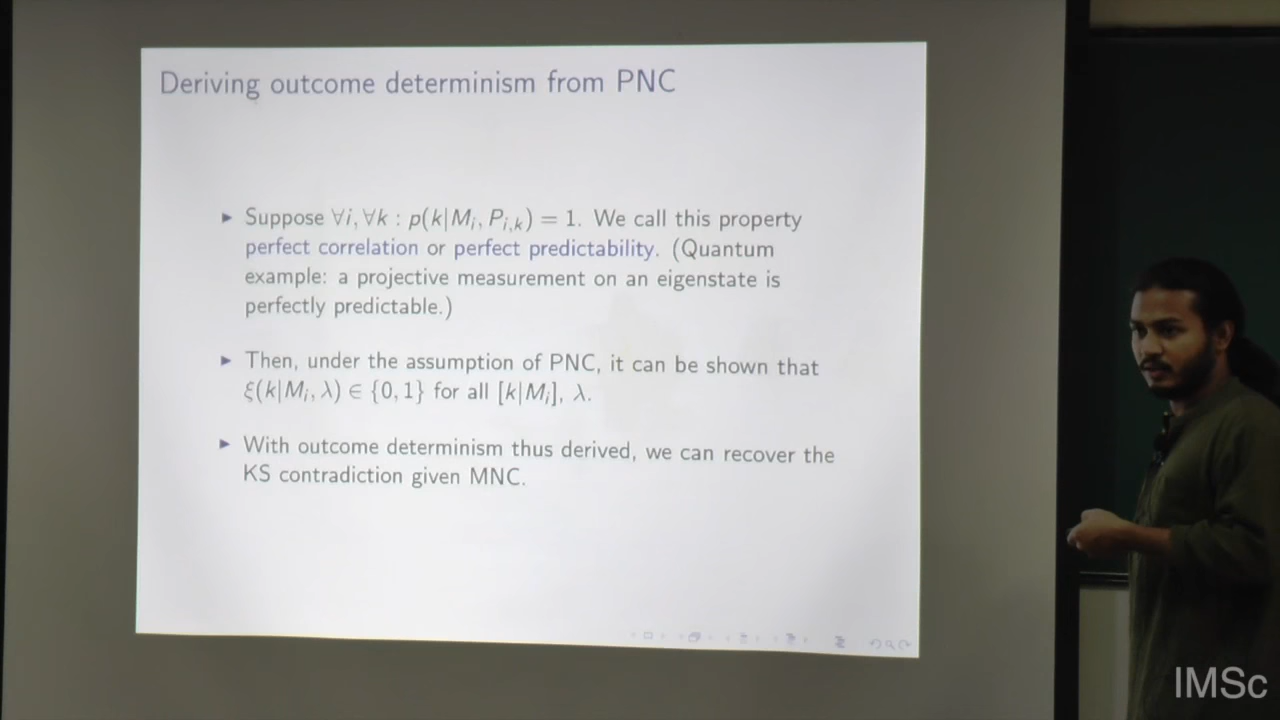 Deriving outcome determinism from PNC
▶ Suppose ∀i, ∀k : p(k|M_i, P_{i,k}) = 1. We call this property
perfect correlation or perfect predictability. (Quantum
example: a projective measurement on an eigenstate is
perfectly predictable.)
▶ Then, under the assumption of PNC, it can be shown that
ξ(k|M_i, λ) ∈ {0, 1} for all [k|M_i], λ.
▶ With outcome determinism thus derived, we can recover the
KS contradiction given MNC.
IMSc